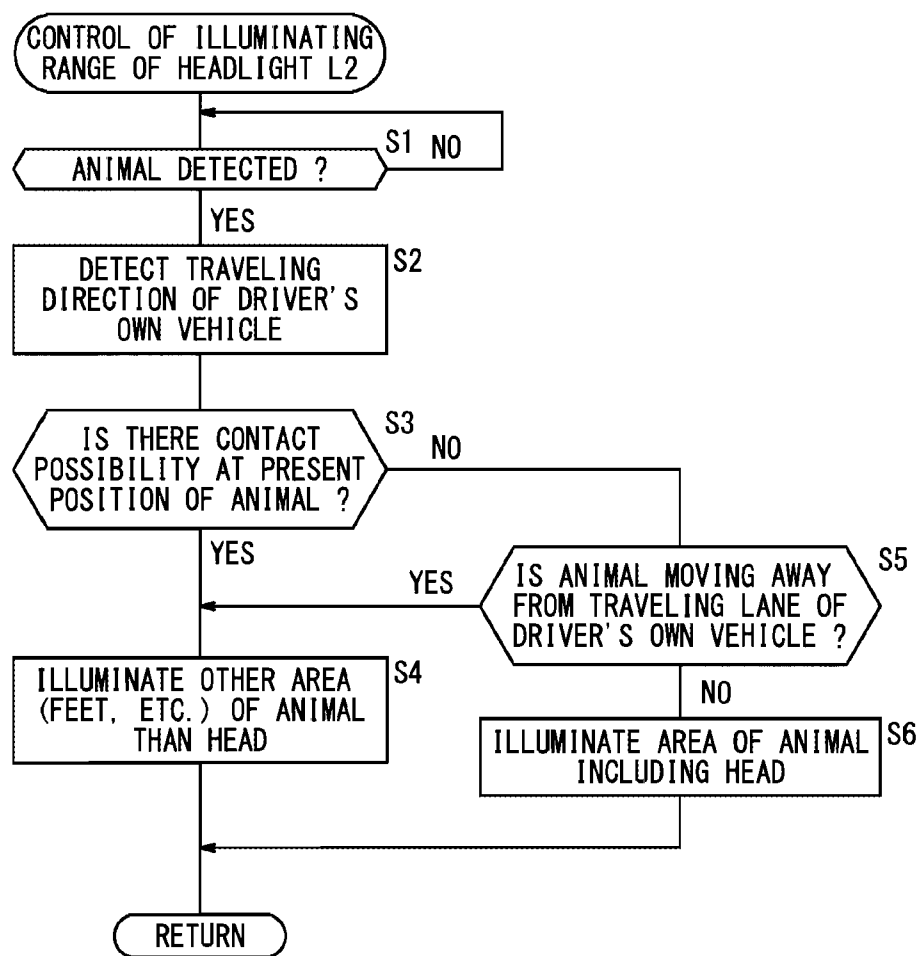 CONTROL OF ILLUMINATING
RANGE OF HEADLIGHT L2
S1
NO
ANIMAL DETECTED ?
YES
S2
DETECT TRAVELING
DIRECTION OF DRIVER'S
OWN VEHICLE
S3
NO
IS THERE CONTACT
POSSIBILITY AT PRESENT
POSITION OF ANIMAL ?
YES
S5
YES
IS ANIMAL MOVING AWAY
FROM TRAVELING LANE OF
DRIVER'S OWN VEHICLE ?
S4
ILLUMINATE OTHER AREA
(FEET, ETC.) OF ANIMAL
THAN HEAD
NO
S6
ILLUMINATE AREA OF ANIMAL
INCLUDING HEAD
RETURN